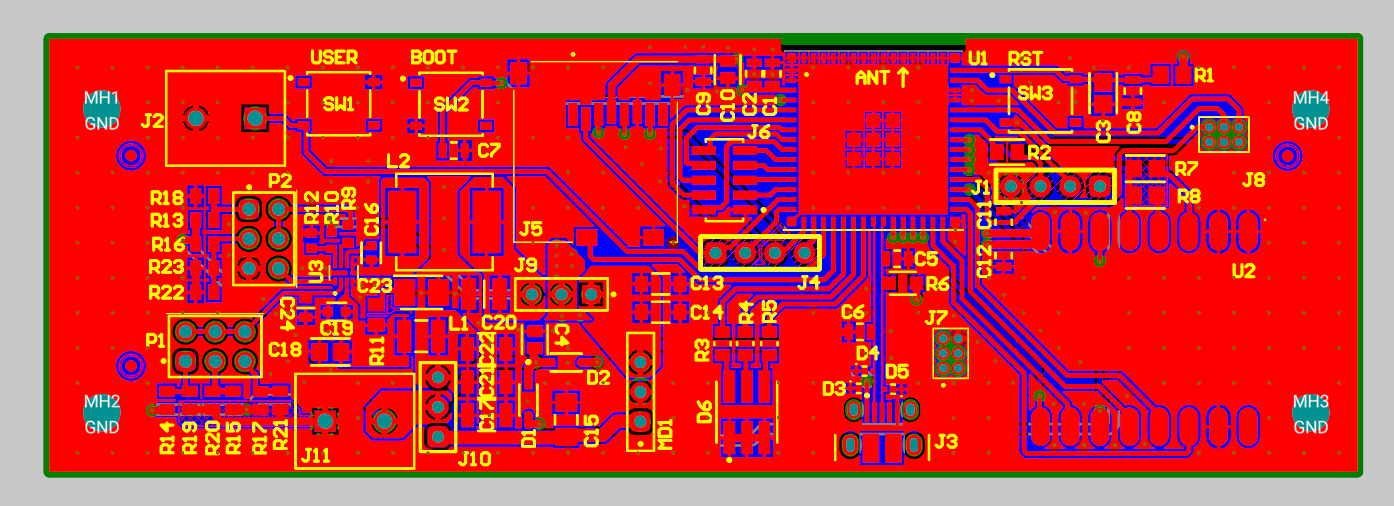 USER
BOOT
U1
RST
ANT ↑
R1
MH1
GND
SW1
SW2
C9
C10
C2
C1
SW3
C3
C8
MH4
GND
J2
J6
C7
R2
L2
R7
J8
P2
J1
R8
R18
R12
R10
R9
R13
C16
C11
R16
J5
C12
R23
U3
J9
C5
U2
R22
C23
C13
J4
R6
C24
C19
L1
C20
C14
R4
R5
C6
J7
P1
C18
R11
C22
C4
R3
D4
C21
D2
D3
D5
MH2
GND
C17
D1
C15
MD1
D6
MH3
GND
R14
R19
R20
R15
R17
R21
J11
J10
J3